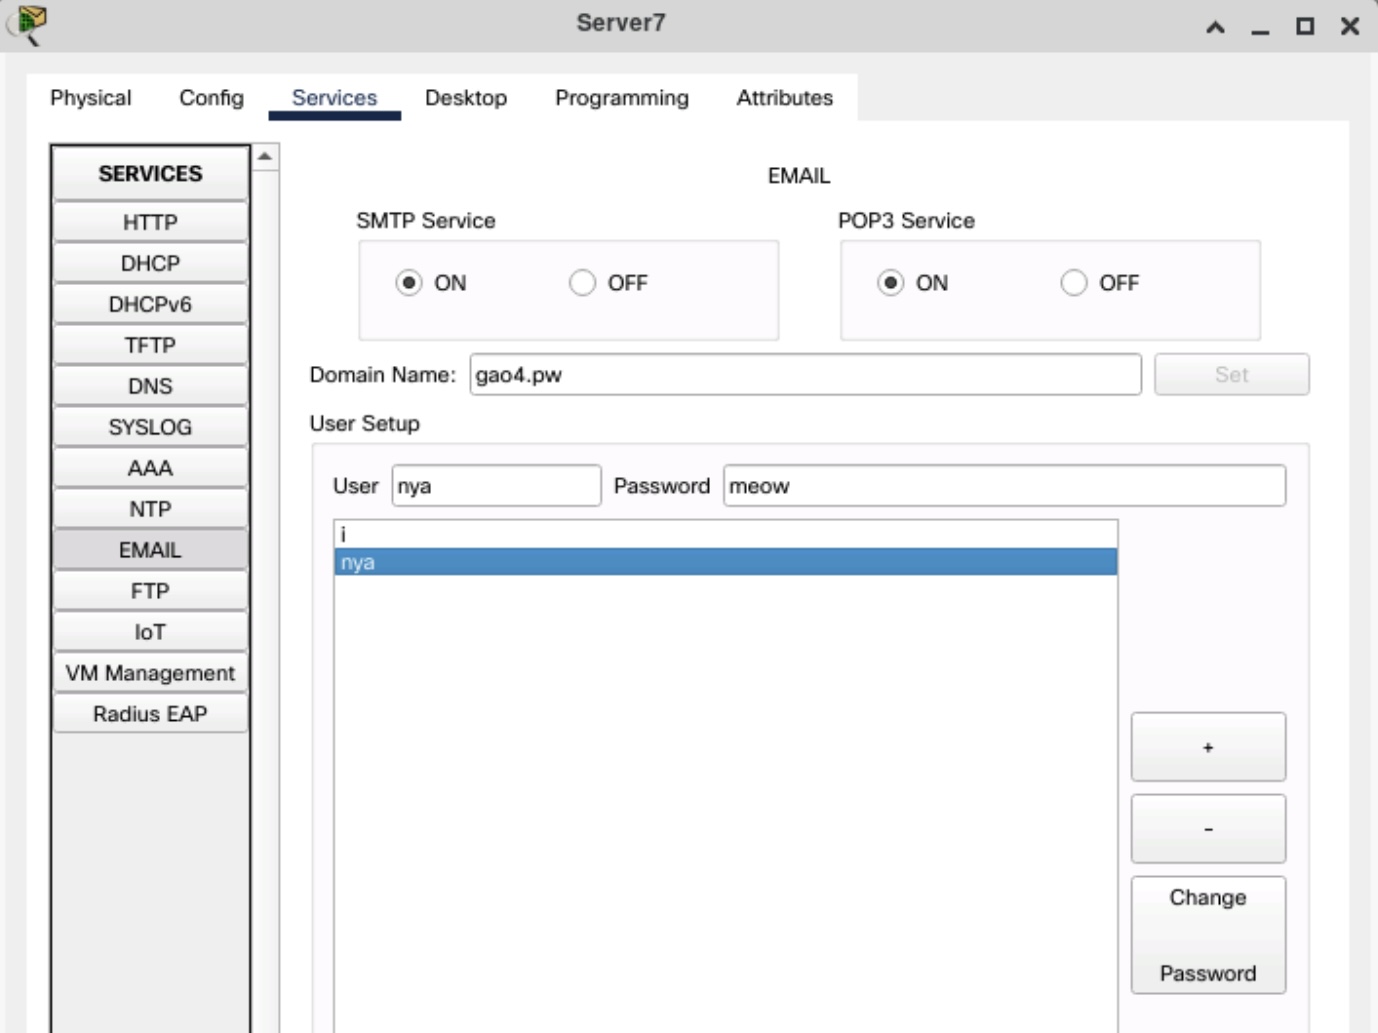 Server7
Physical Config Services Desktop Programming Attributes
SERVICES
HTTP
DHCP
DHCPv6
TFTP
DNS
SYSLOG
AAA
NTP
EMAIL
FTP
IoT
VM Management
Radius EAP
EMAIL
SMTP Service
ON OFF
POP3 Service
ON OFF
Domain Name: gao4.pw Set
User Setup
User nya Password meow
i
nya
+
-
Change
Password